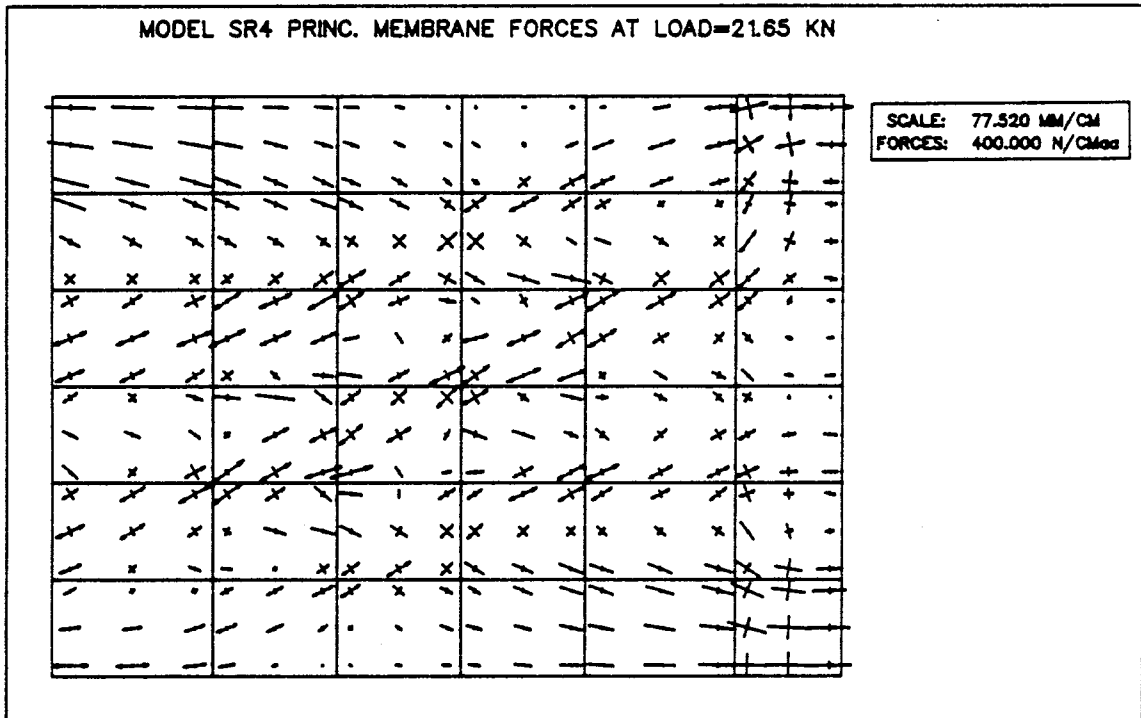 MODEL SR4 PRINC. MEMBRANE FORCES AT LOAD=21.65 KN
SCALE: 77.520 MM/CM
FORCES: 400.000 N/CMaa